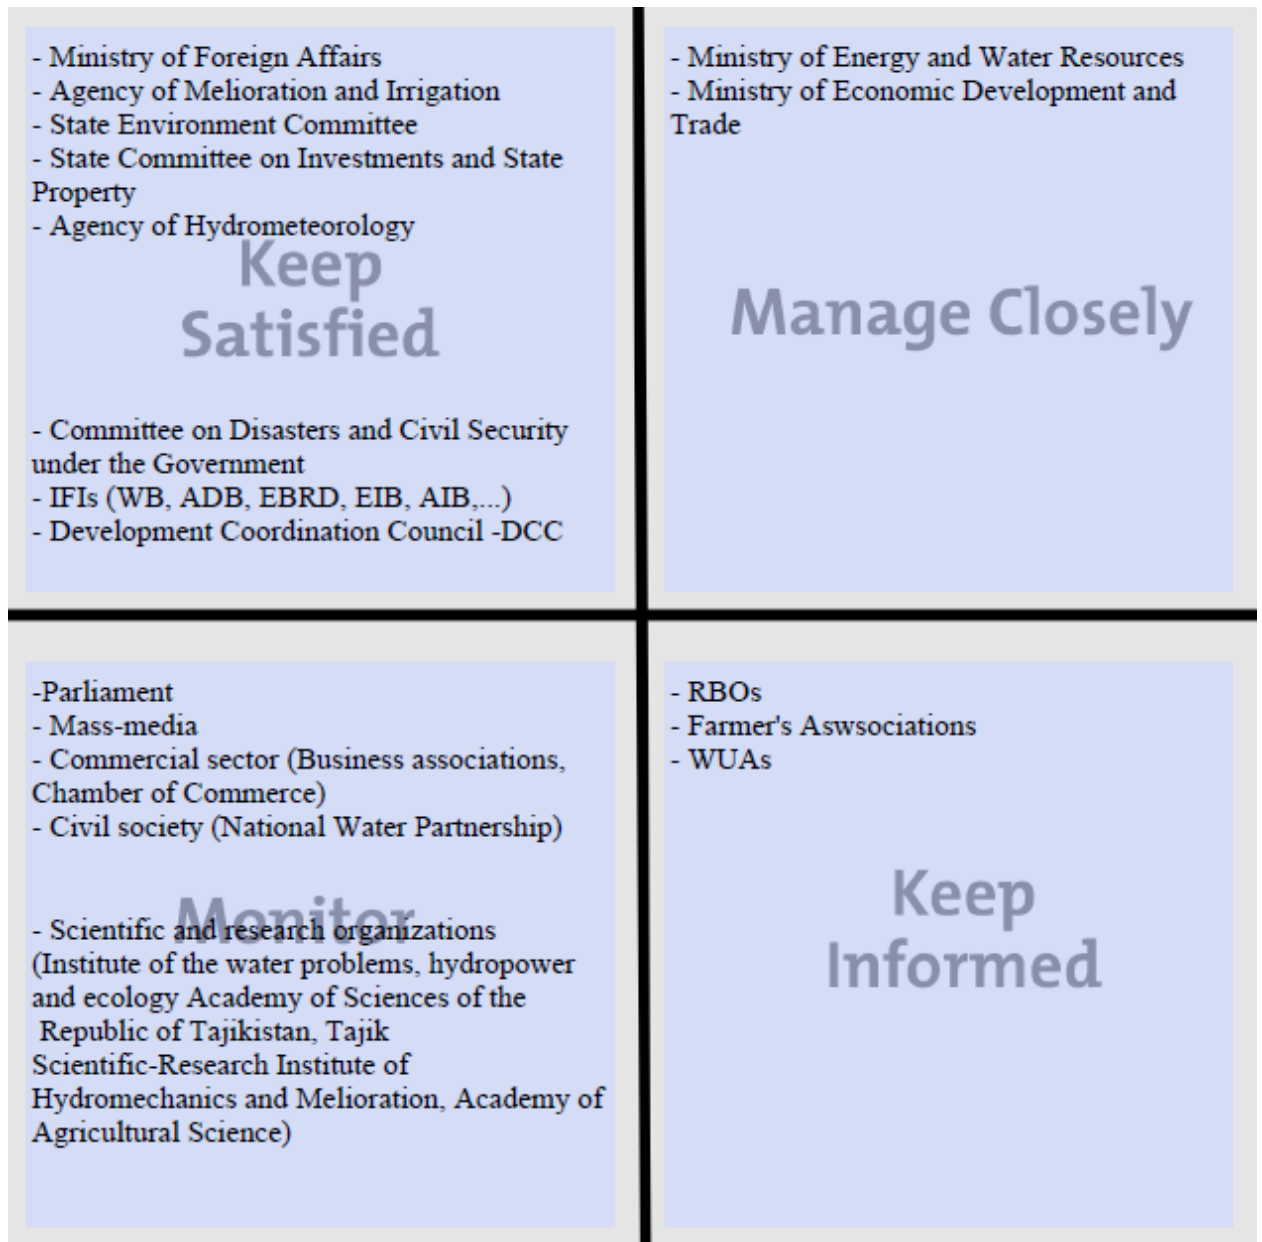 - Ministry of Foreign Affairs
- Agency of Melioration and Irrigation
- State Environment Committee
- State Committee on Investments and State
Property
- Agency of Hydrometeorology
Keep
Satisfied
- Committee on Disasters and Civil Security
under the Government
- IFIs (WB, ADB, EBRD, EIB, AIB,...)
- Development Coordination Council -DCC
- Ministry of Energy and Water Resources
- Ministry of Economic Development and
Trade
Manage Closely
-Parliament
- Mass-media
- Commercial sector (Business associations,
Chamber of Commerce)
- Civil society (National Water Partnership)
Monitor
- Scientific and research organizations
(Institute of the water problems, hydropower
and ecology Academy of Sciences of the
Republic of Tajikistan, Tajik
Scientific-Research Institute of
Hydromechanics and Melioration, Academy of
Agricultural Science)
- RBOs
- Farmer's Aswsociations
- WUAs
Keep
Informed